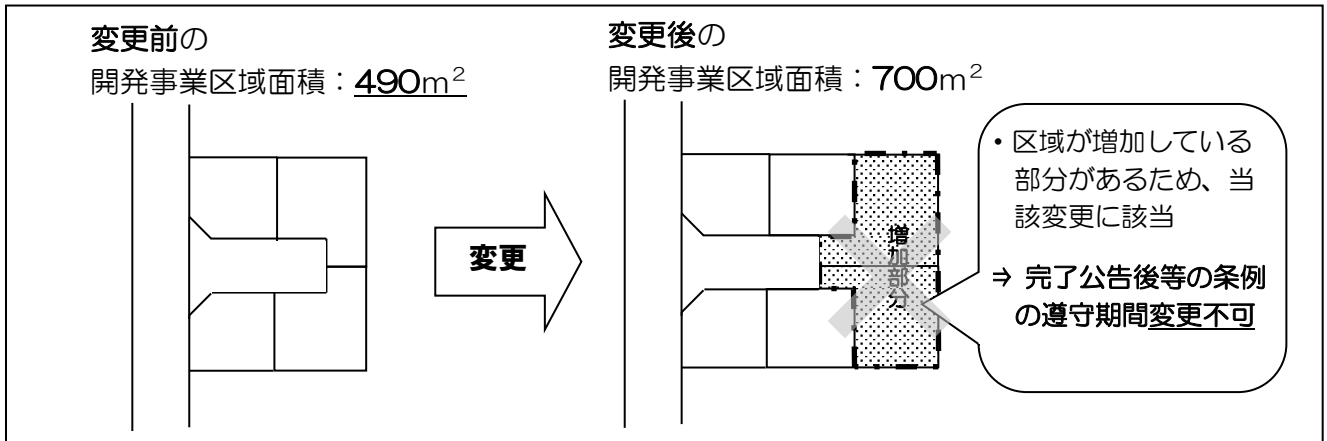 変更前の
開発事業区域面積：490m²
変更
変更後の
開発事業区域面積：700m²
増加部分
・区域が増加している
部分があるため、当
該変更に該当
⇒ 完了公告後等の条例
の遵守期間変更不可